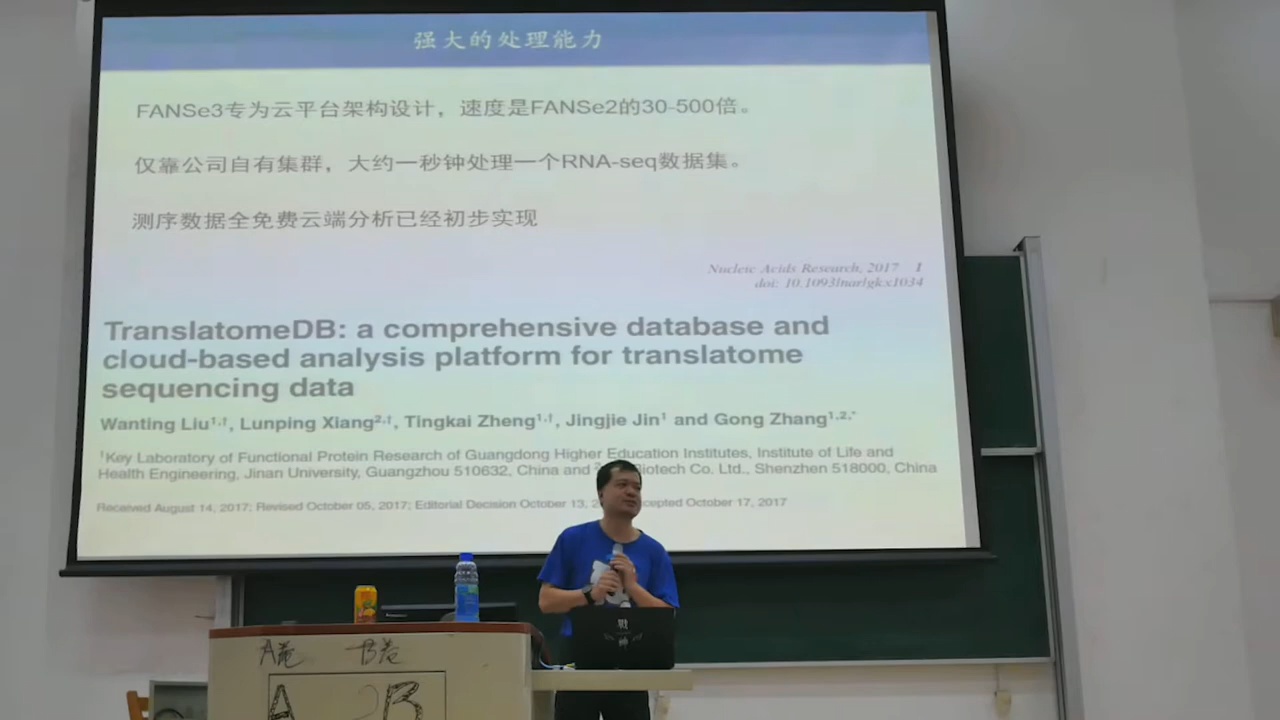 强大的处理能力
FANSe3专为云平台架构设计，速度是FANSe2的30-500倍。
仅靠公司自有集群，大约一秒钟处理一个RNA-seq数据集。
测序数据全免费云端分析已经初步实现
Nucleic Acids Research, 2017 1
doi: 10.1093/nar/gkx1034
TranslatomeDB: a comprehensive database and
cloud-based analysis platform for translatome
sequencing data
Wanting Liu1,†, Lunping Xiang2,†, Tingkai Zheng1,†, Jingjie Jin1 and Gong Zhang1,2,*
1Key Laboratory of Functional Protein Research of Guangdong Higher Education Institutes, Institute of Life and
Health Engineering, Jinan University, Guangzhou 510632, China and 2 Biotech Co. Ltd., Shenzhen 518000, China
Received August 14, 2017; Revised October 05, 2017; Editorial Decision October 13, 2 cepted October 17, 2017
财
神
A卷 B卷
A B